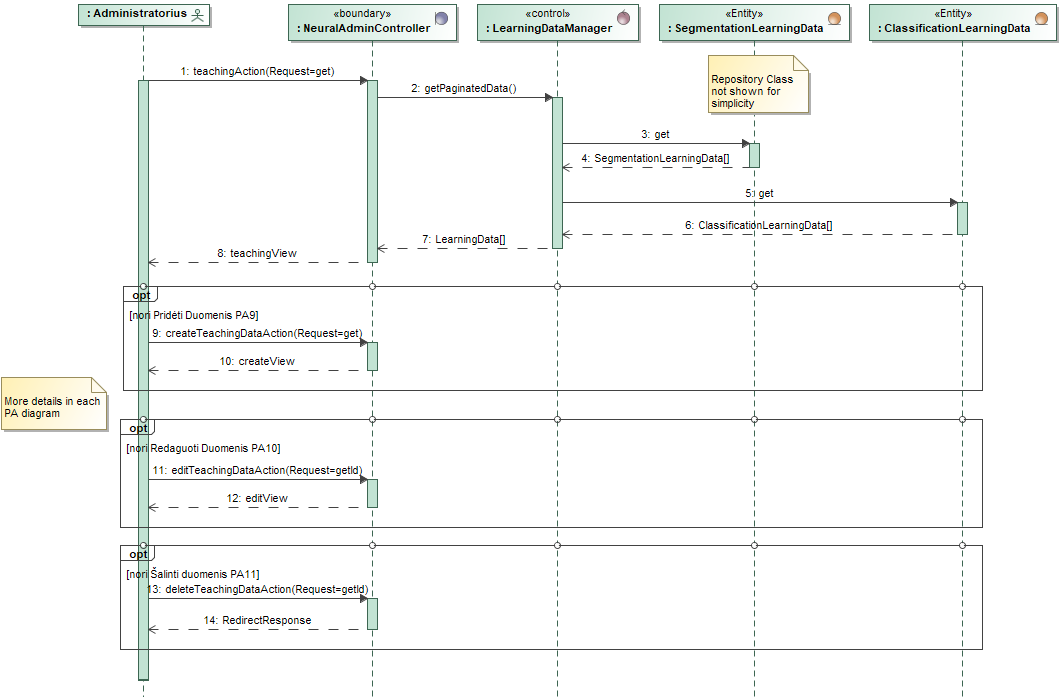 : Administratorius
«boundary»
: NeuralAdminController
«control»
: LearningDataManager
«Entity»
: SegmentationLearningData
«Entity»
: ClassificationLearningData
Repository Class
not shown for
simplicity
1: teachingAction(Request=get)
2: getPaginatedData()
3: get
4: SegmentationLearningData[]
5: get
6: ClassificationLearningData[]
7: LearningData[]
8: teachingView
opt
[nori Pridėti Duomenis PA9]
9: createTeachingDataAction(Request=get)
10: createView
More details in each
PA diagram
opt
[nori Redaguoti Duomenis PA10]
11: editTeachingDataAction(Request=getId)
12: editView
opt
[nori Šalinti duomenis PA11]
13: deleteTeachingDataAction(Request=getId)
14: RedirectResponse